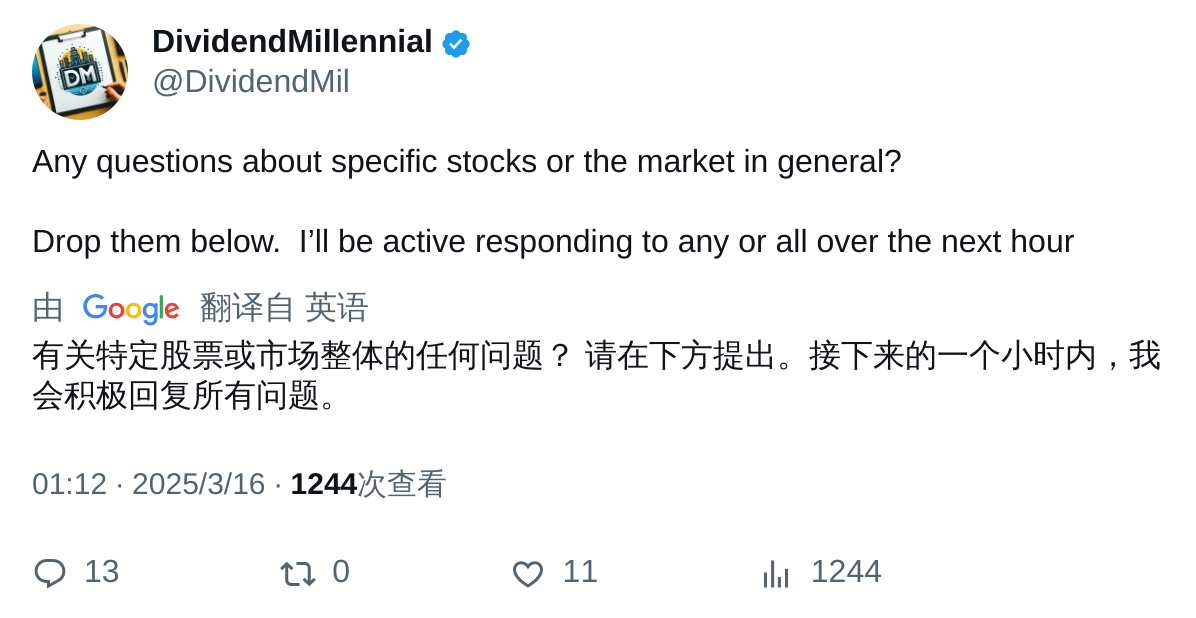 DM
DividendMillennial
@DividendMil
Any questions about specific stocks or the market in general?
Drop them below.  I’ll be active responding to any or all over the next hour
由 Google 翻译自 英语
有关特定股票或市场整体的任何问题？ 请在下方提出。接下来的一个小时内，我
会积极回复所有问题。
01:12 · 2025/3/16 · 1244次查看
13 0 11 1244